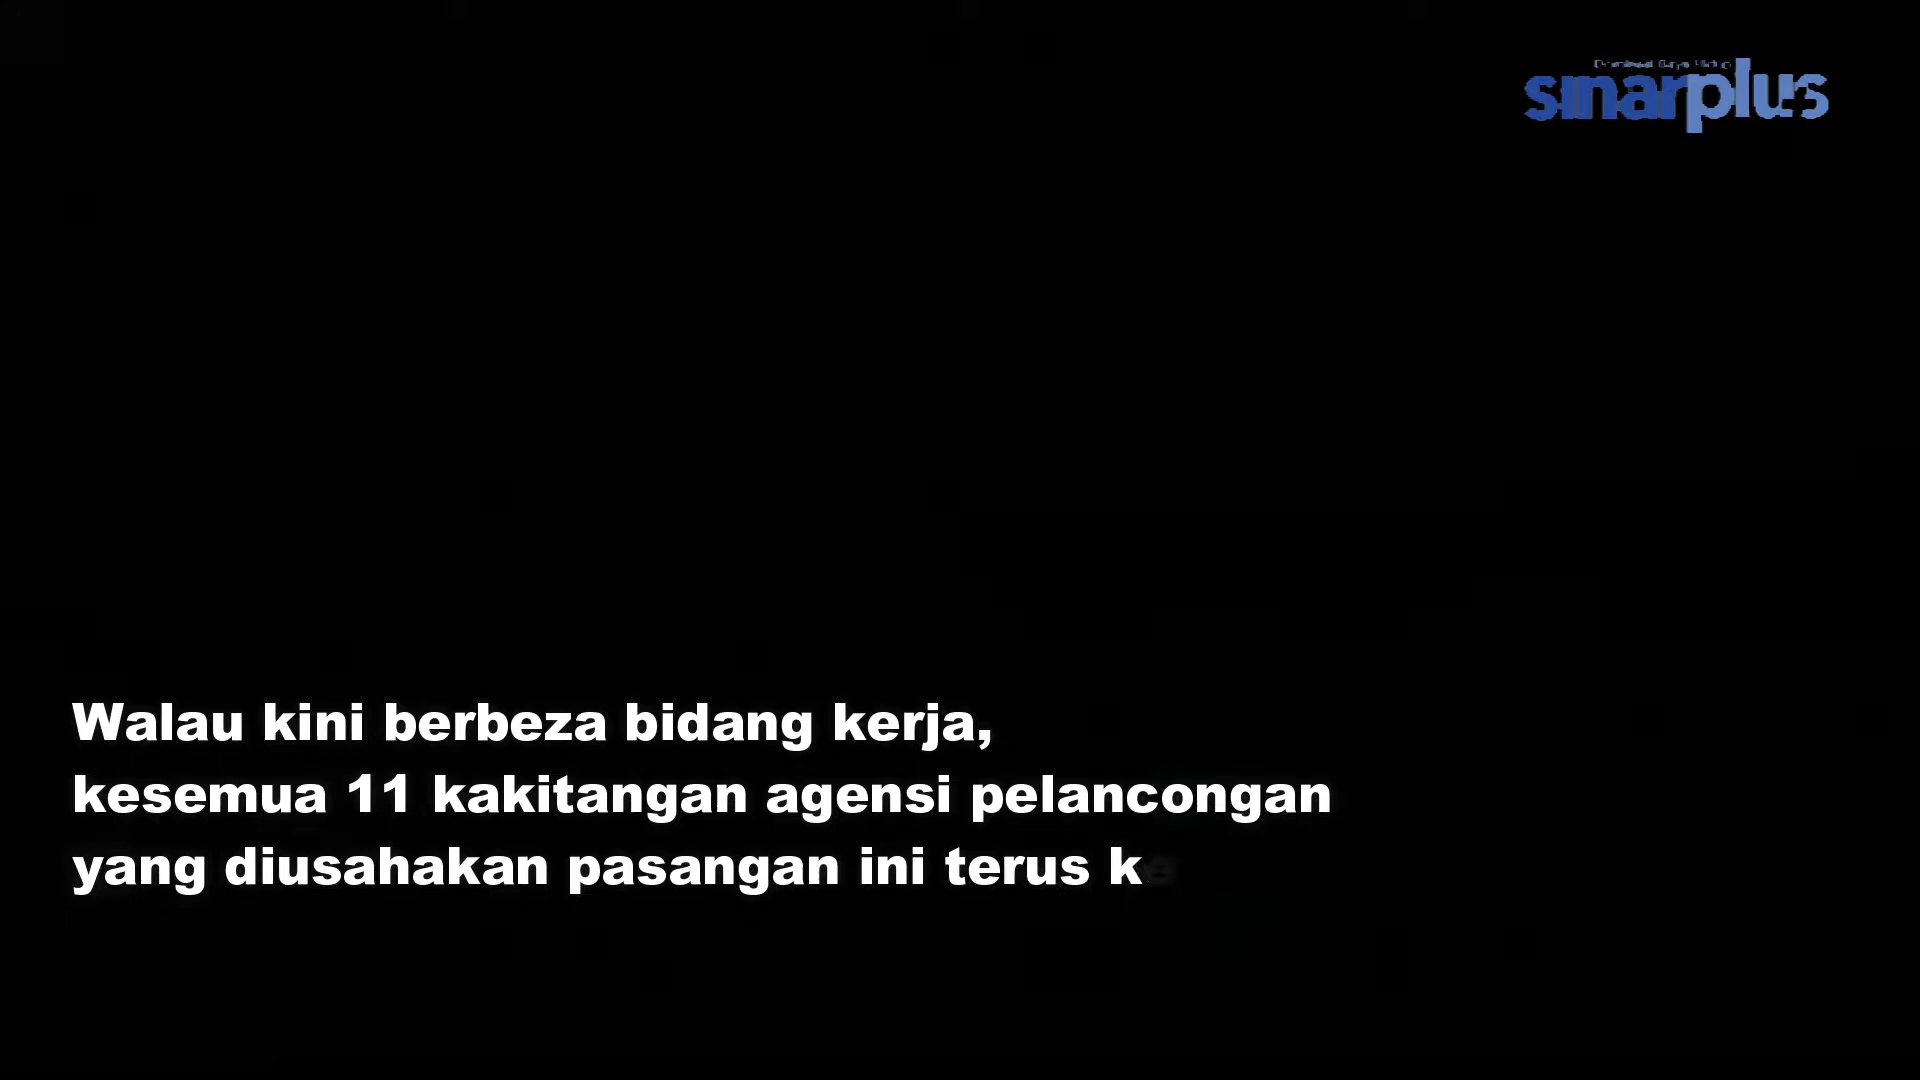 sinarplus
Walau kini berbeza bidang kerja,
kesemua 11 kakitangan agensi pelancongan
yang diusahakan pasangan ini terus k